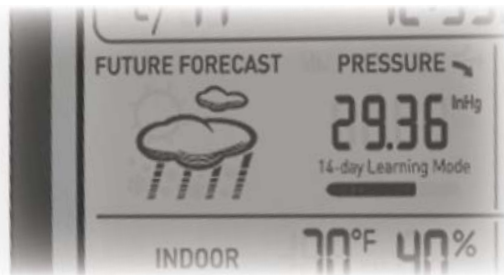 FUTURE FORECAST PRESSURE
29.36 InHg
14-day Learning Mode
INDOOR 70°F 40%